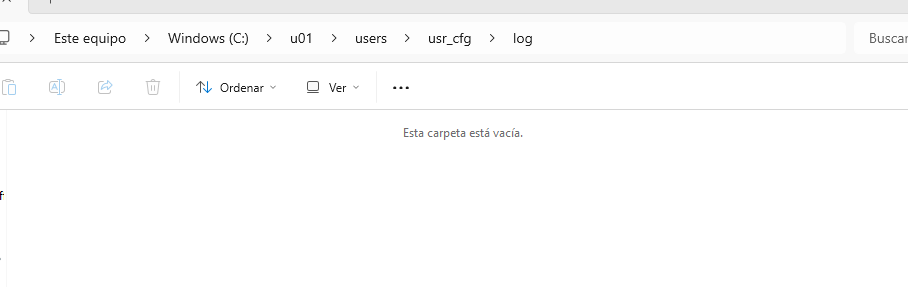 Este equipo > Windows (C:) > u01 > users > usr_cfg > log
Buscar
Ordenar
Ver
Esta carpeta está vacía.
f